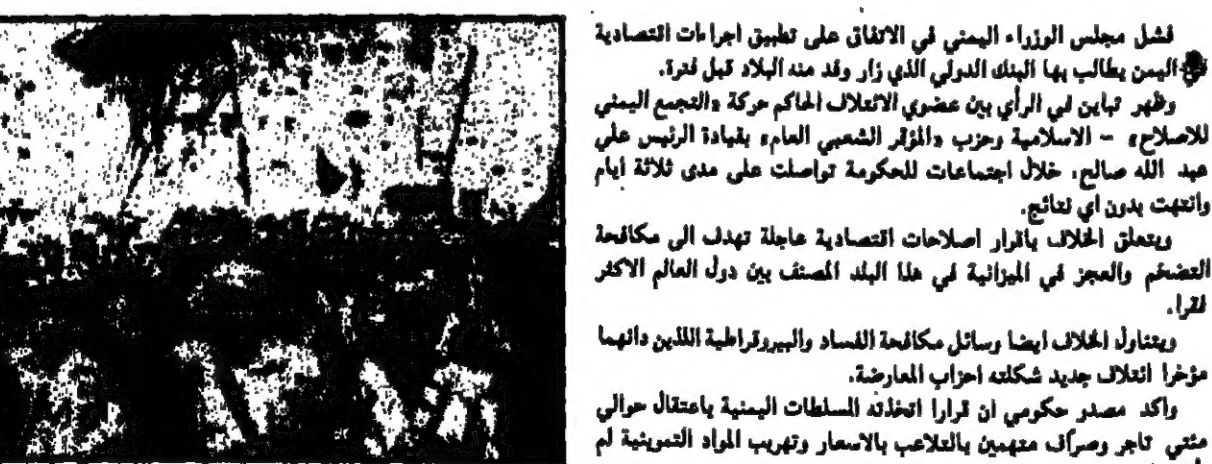 فشل مجلس الوزراء اليمني في الاتفاق على تطبيق اجراءات اقتصادية
في اليمن يطالب بها البنك الدولي الذي زار وفد منه البلاد قبل فترة.
وظهر تباين في الرأي بين عضوي الائتلاف الحاكم حركة «التجمع اليمني
للاصلاح» - الاسلامية وحزب «المؤتمر الشعبي العام» بقيادة الرئيس علي
عبد الله صالح، خلال اجتماعات للحكومة تواصلت على مدى ثلاثة ايام
وانتهت بدون اي نتائج.
ويتعلق الخلاف باقرار اصلاحات اقتصادية عاجلة تهدف الى مكافحة
التضخم والعجز في الميزانية في هذا البلد المصنف بين دول العالم الاكثر
فقرا.
ويتناول الخلاف ايضا وسائل مكافحة الفساد والبيروقراطية اللذين دانهما
مؤخرا ائتلاف جديد شكلته احزاب المعارضة.
واكد مصدر حكومي ان قرارا اتخذته السلطات اليمنية باعتقال حوالي
مئتي تاجر وصراف متهمين بالتلاعب بالاسعار وتهريب المواد التموينية لم